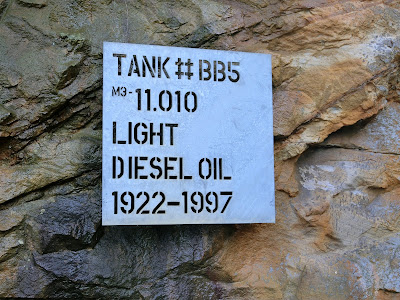 TANK # BB5
M3-11.010
LIGHT
DIESEL OIL
1922-1997